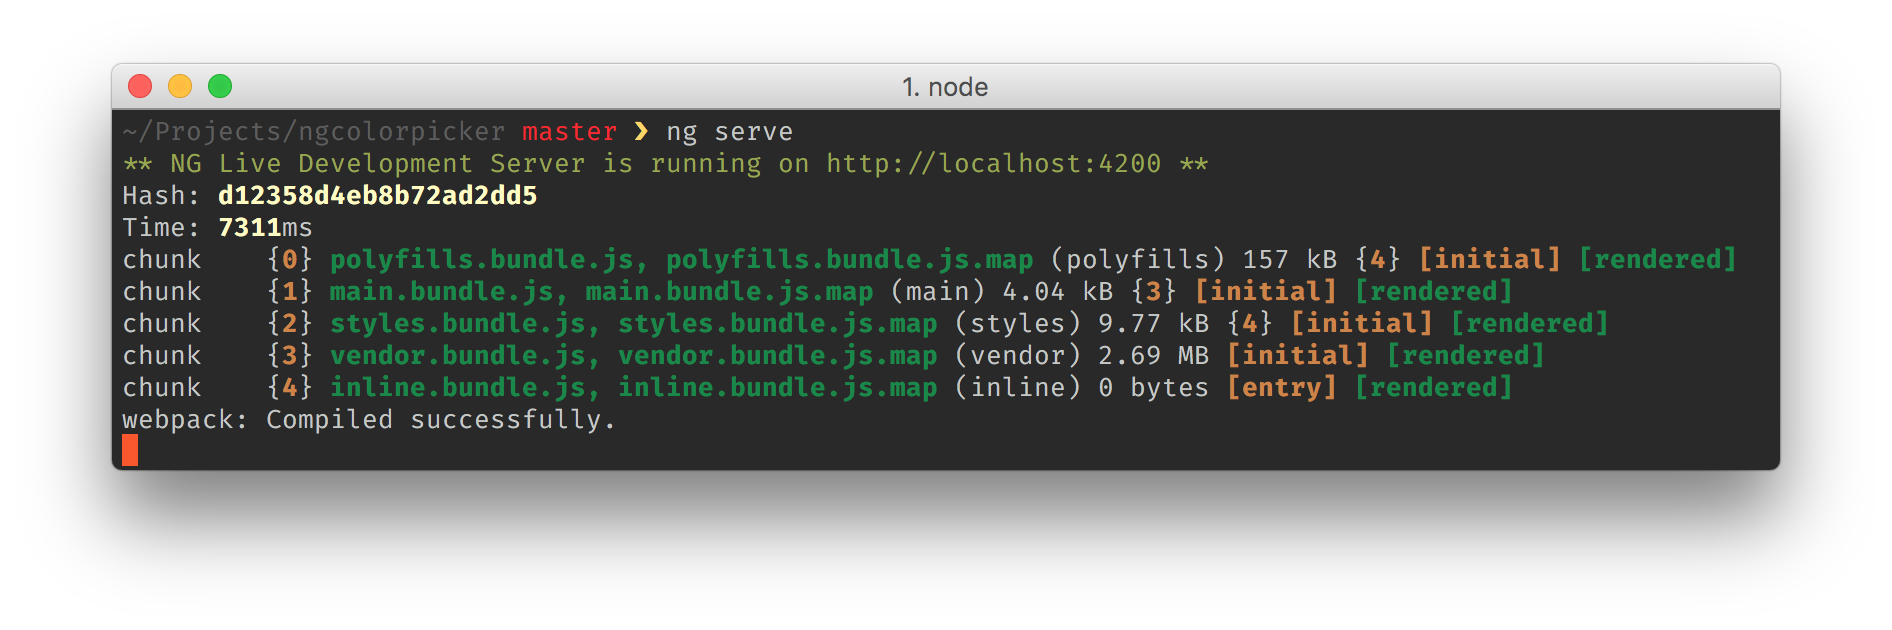 1. node
~/Projects/ngcolorpicker master ❯ ng serve
** NG Live Development Server is running on http://localhost:4200 **
Hash: d12358d4eb8b72ad2dd5
Time: 7311ms
chunk    {0} polyfills.bundle.js, polyfills.bundle.js.map (polyfills) 157 kB {4} [initial] [rendered]
chunk    {1} main.bundle.js, main.bundle.js.map (main) 4.04 kB {3} [initial] [rendered]
chunk    {2} styles.bundle.js, styles.bundle.js.map (styles) 9.77 kB {4} [initial] [rendered]
chunk    {3} vendor.bundle.js, vendor.bundle.js.map (vendor) 2.69 MB [initial] [rendered]
chunk    {4} inline.bundle.js, inline.bundle.js.map (inline) 0 bytes [entry] [rendered]
webpack: Compiled successfully.